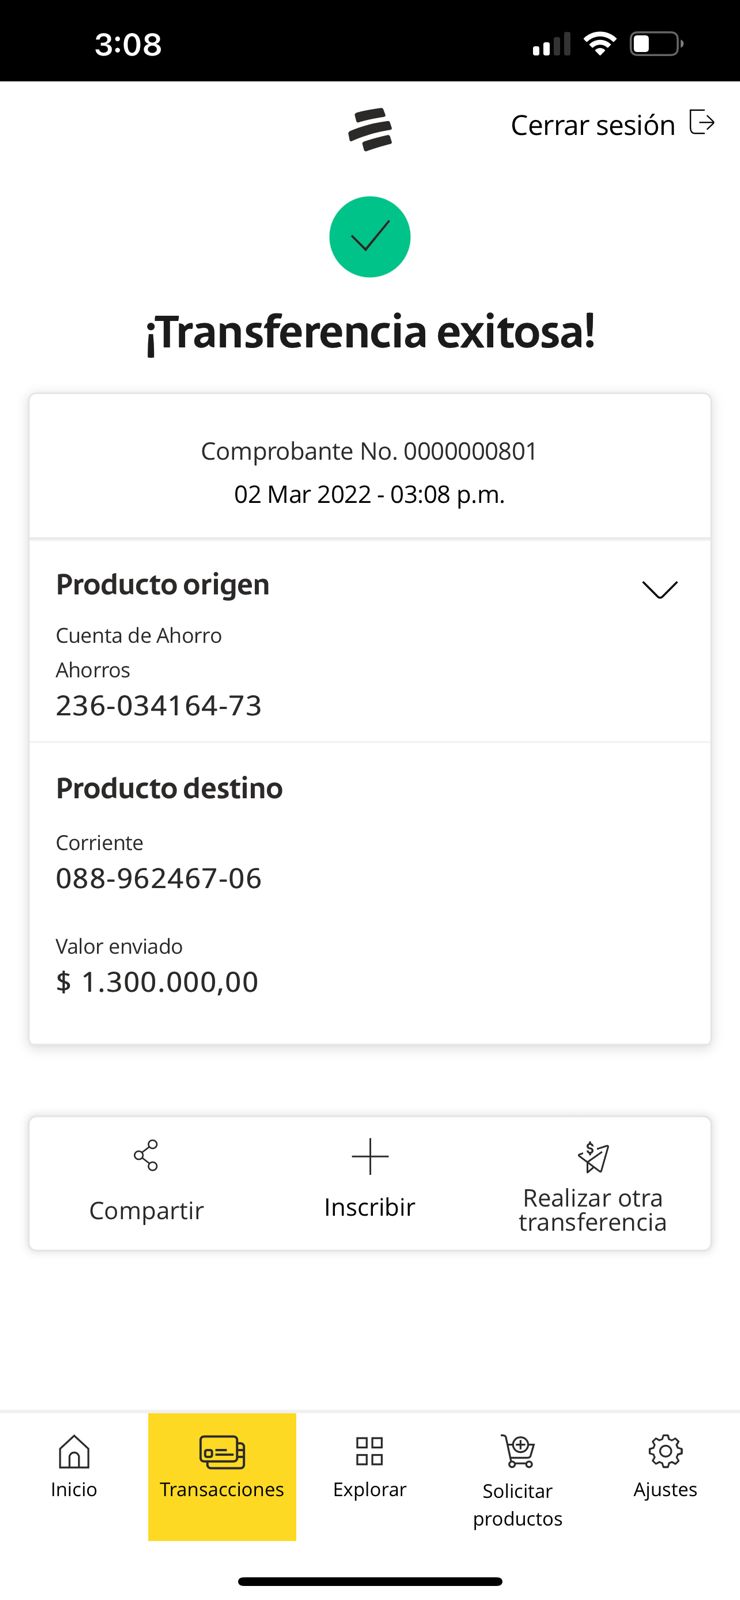 3:08
Cerrar sesión
¡Transferencia exitosa!
Comprobante No. 0000000801
02 Mar 2022 - 03:08 p.m.
Producto origen
Cuenta de Ahorro
Ahorros
236-034164-73
Producto destino
Corriente
088-962467-06
Valor enviado
$ 1.300.000,00
Compartir
Inscribir
Realizar otra
transferencia
Inicio
Transacciones
Explorar
Solicitar
productos
Ajustes